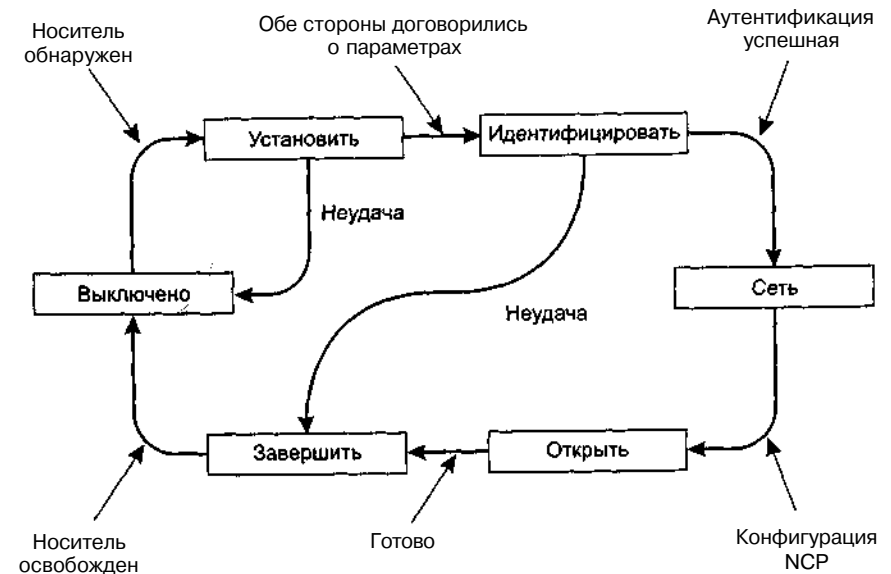 Носитель
обнаружен
Обе стороны договорились
о параметрах
Аутентификация
успешная
Установить
Идентифицировать
Неудача
Выключено
Сеть
Неудача
Завершить
Открыть
Носитель
освобожден
Готово
Конфигурация
NCP